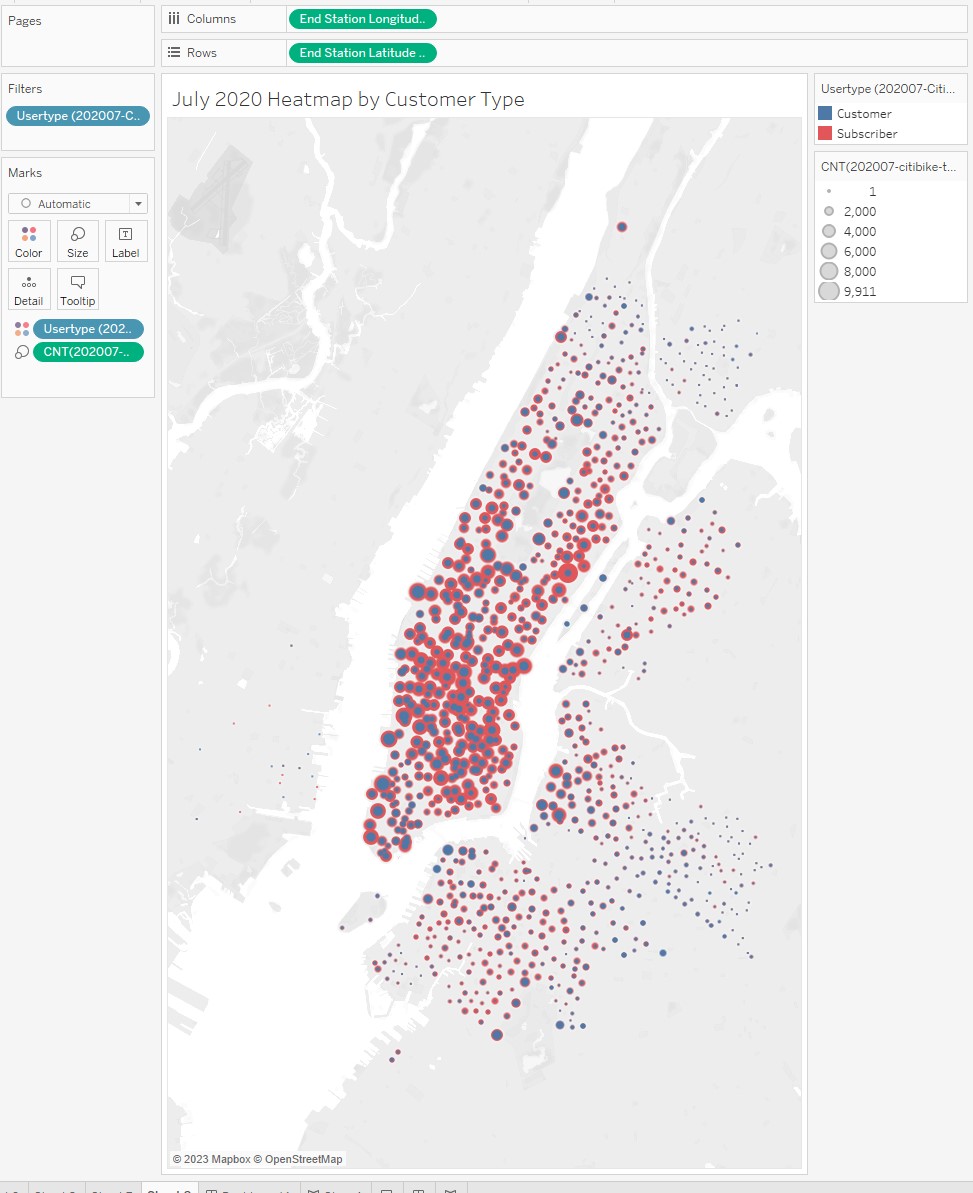 Pages
Columns
End Station Longitud..
Rows
End Station Latitude ..
Filters
Usertype (202007-C..
Marks
Automatic
Color
Size
Label
Detail
Tooltip
Usertype (202..
CNT(202007-..
July 2020 Heatmap by Customer Type
© 2023 Mapbox © OpenStreetMap
Usertype (202007-Citi...
Customer
Subscriber
CNT(202007-citibike-t...
1
2,000
4,000
6,000
8,000
9,911